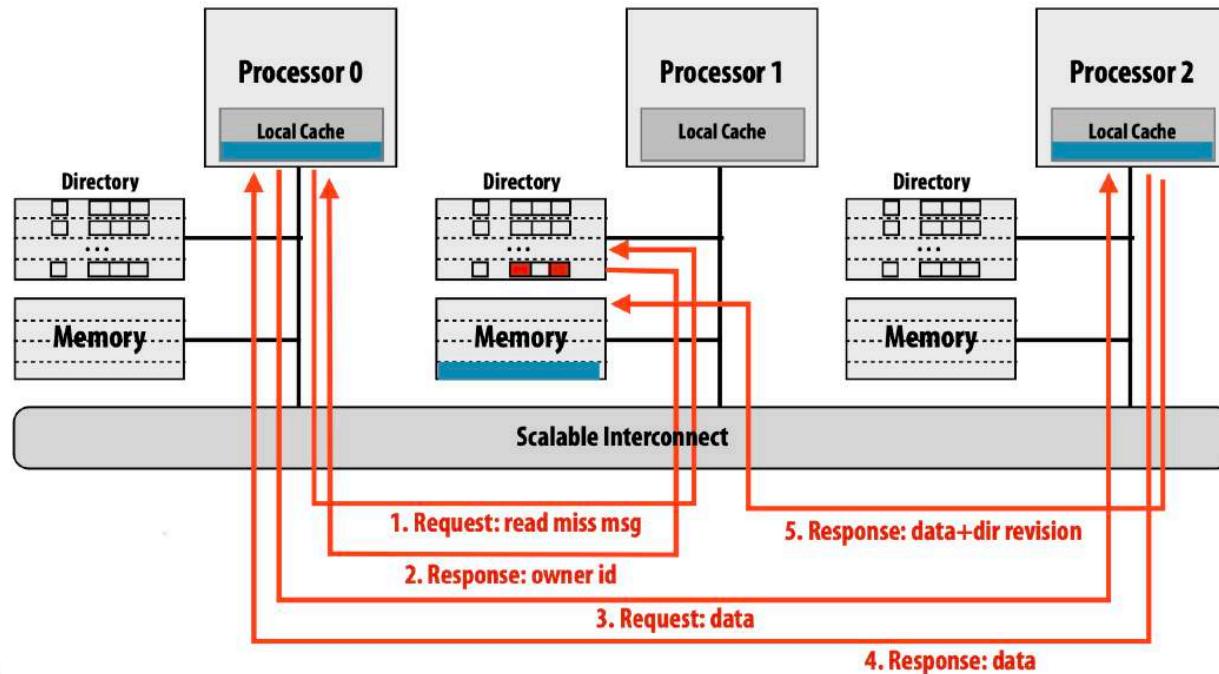 Processor 0
Processor 1
Processor 2
Local Cache
Local Cache
Local Cache
Directory
Directory
Directory
...
...
...
Memory
Memory
Memory
Scalable Interconnect
1. Request: read miss msg
5. Response: data+dir revision
2. Response: owner id
3. Request: data
4. Response: data